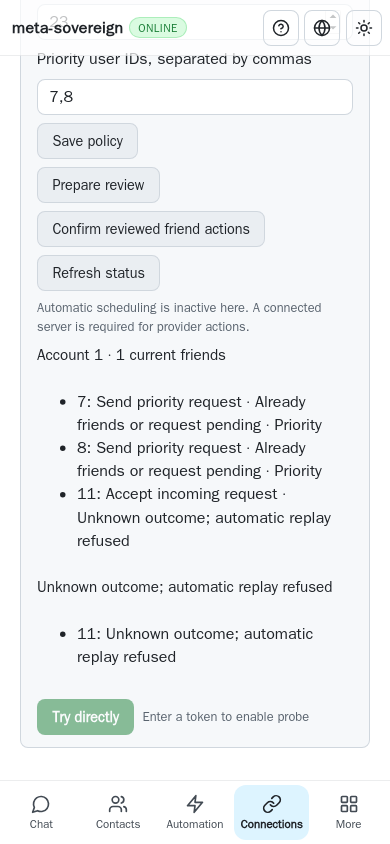 23
meta-sovereign ONLINE
Priority user IDs, separated by commas
7,8
Save policy
Prepare review
Confirm reviewed friend actions
Refresh status
Automatic scheduling is inactive here. A connected
server is required for provider actions.
Account 1 · 1 current friends
• 7: Send priority request · Already
friends or request pending · Priority
• 8: Send priority request · Already
friends or request pending · Priority
• 11: Accept incoming request ·
Unknown outcome; automatic replay
refused
Unknown outcome; automatic replay refused
• 11: Unknown outcome; automatic
replay refused
Try directly Enter a token to enable probe
Chat Contacts Automation Connections More